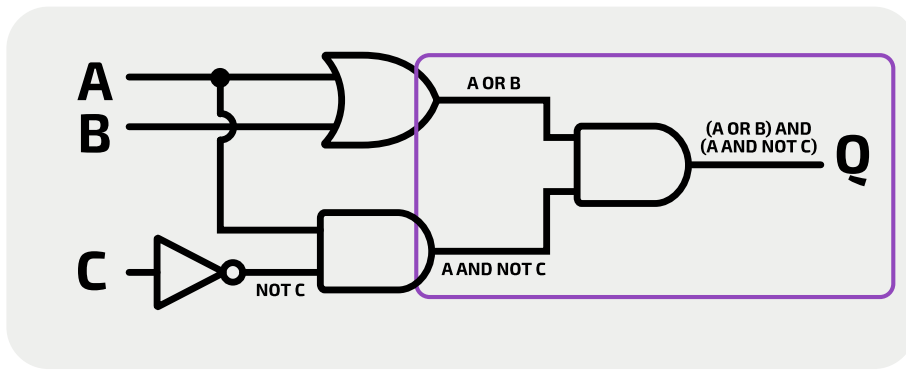 A
A OR B
B
(A OR B) AND
(A AND NOT C)
Q
C
NOT C
A AND NOT C